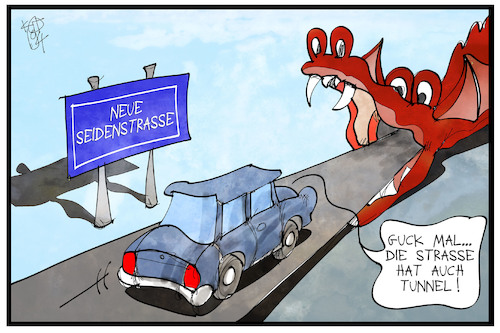 NEUE
SEIDENSTRASSE
GUCK MAL...
DIE STRASSE
HAT AUCH
TUNNEL!